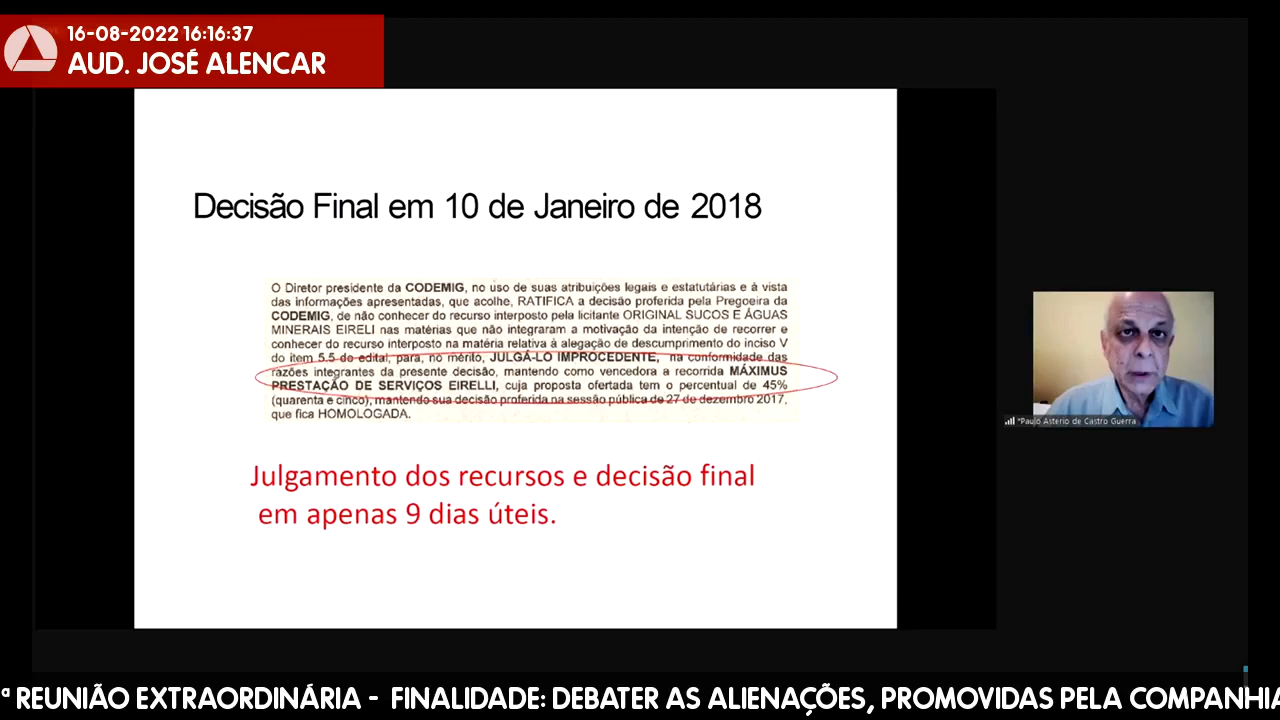 16-08-2022 16:16:37
AUD. JOSÉ ALENCAR
Decisão Final em 10 de Janeiro de 2018
O Diretor presidente da CODEMIG, no uso de suas atribuições legais e estatutárias e à vista
das informações apresentadas, que acolhe, RATIFICA a decisão proferida pela Pregoeira da
CODEMIG, de não conhecer do recurso interposto pela licitante ORIGINAL SUCOS E ÁGUAS
MINERAIS EIRELI nas matérias que não integraram a motivação da intenção de recorrer e
conhecer do recurso interposto na matéria relativa à alegação de descumprimento do inciso V
do item 5.5 do edital, para, no mérito, JULGÁ-LO IMPROCEDENTE, na conformidade das
razões integrantes da presente decisão, mantendo como vencedora a recorrida MÁXIMUS
PRESTAÇÃO DE SERVIÇOS EIRELLI, cuja proposta ofertada tem o percentual de 45%
(quarenta e cinco), mantendo sua decisão proferida na sessão pública de 27 de dezembro 2017,
que fica HOMOLOGADA.
Julgamento dos recursos e decisão final
em apenas 9 dias úteis.
*Paulo Asterio de Castro Guerra
ª REUNIÃO EXTRAORDINÁRIA - FINALIDADE: DEBATER AS ALIENAÇÕES, PROMOVIDAS PELA COMPANHIA